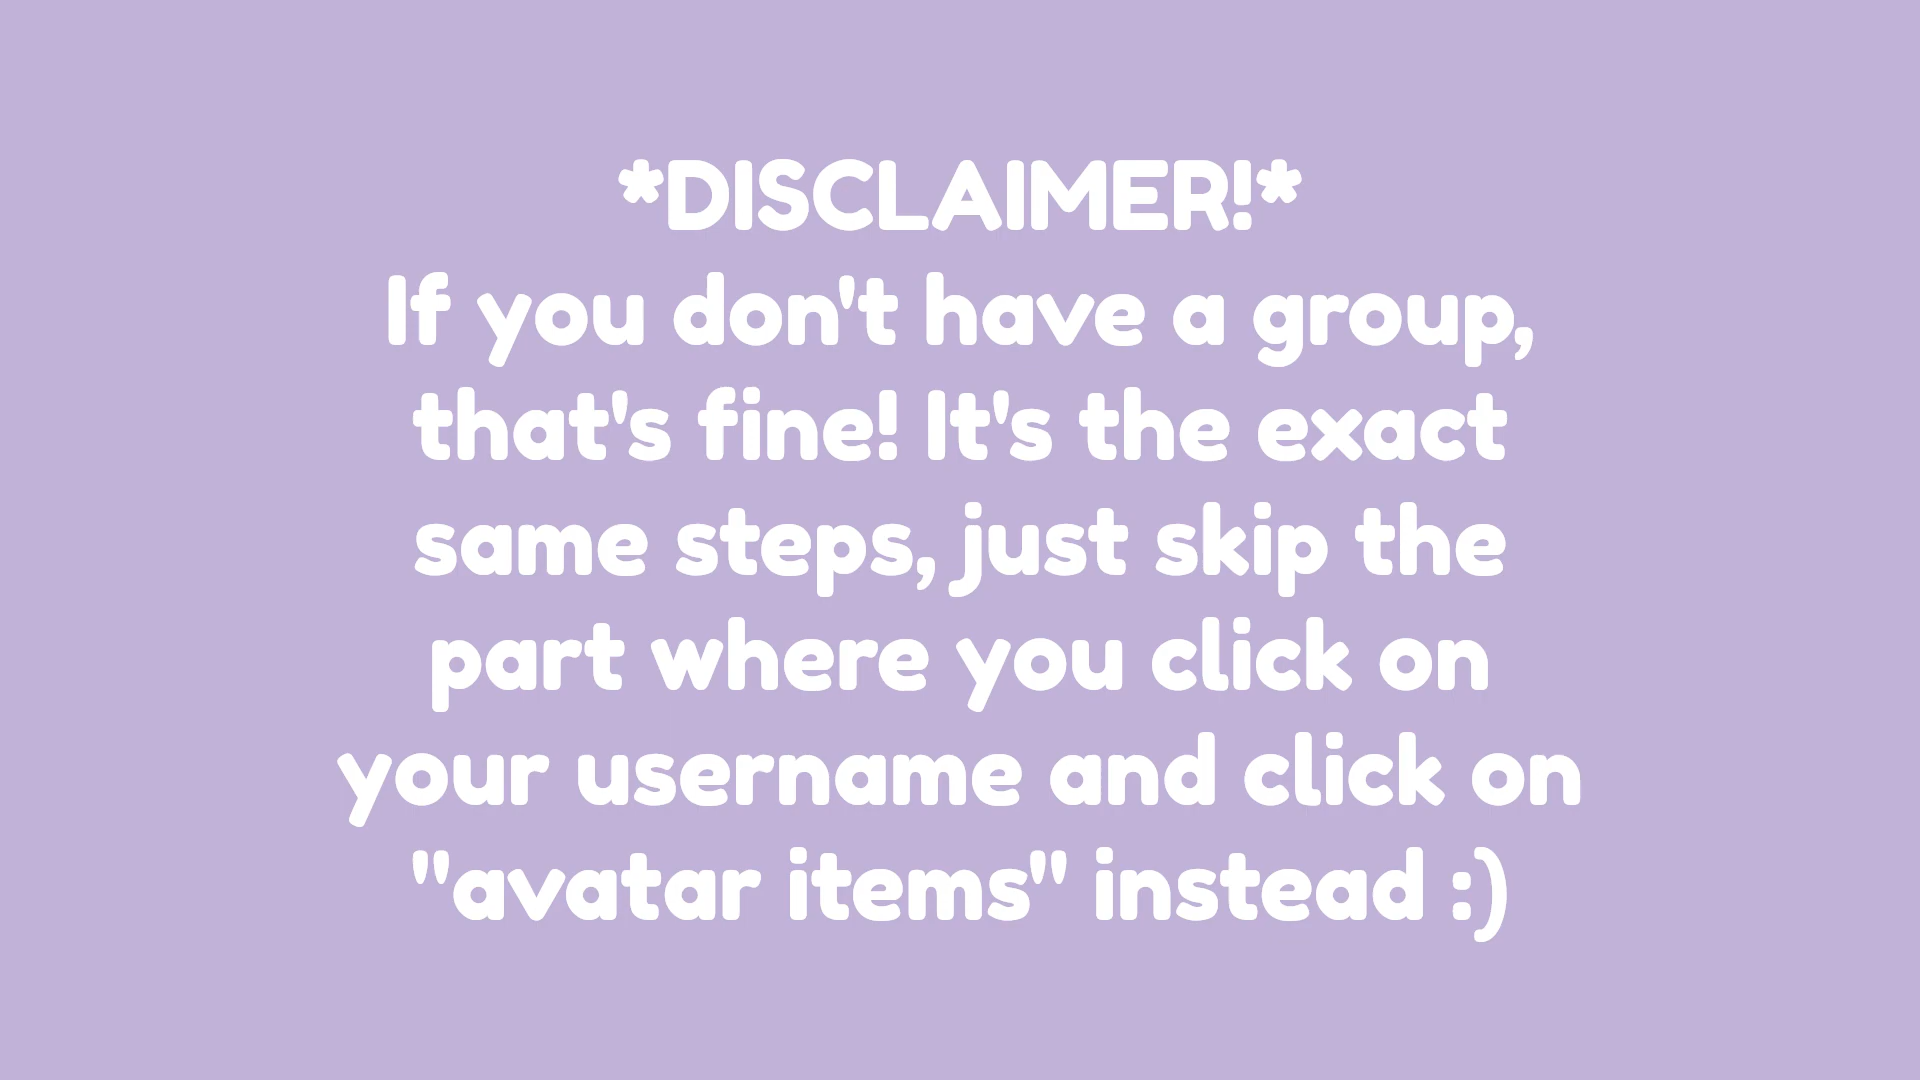 *DISCLAIMER!*
If you don't have a group,
that's fine! It's the exact
same steps, just skip the
part where you click on
your username and click on
"avatar items" instead :)